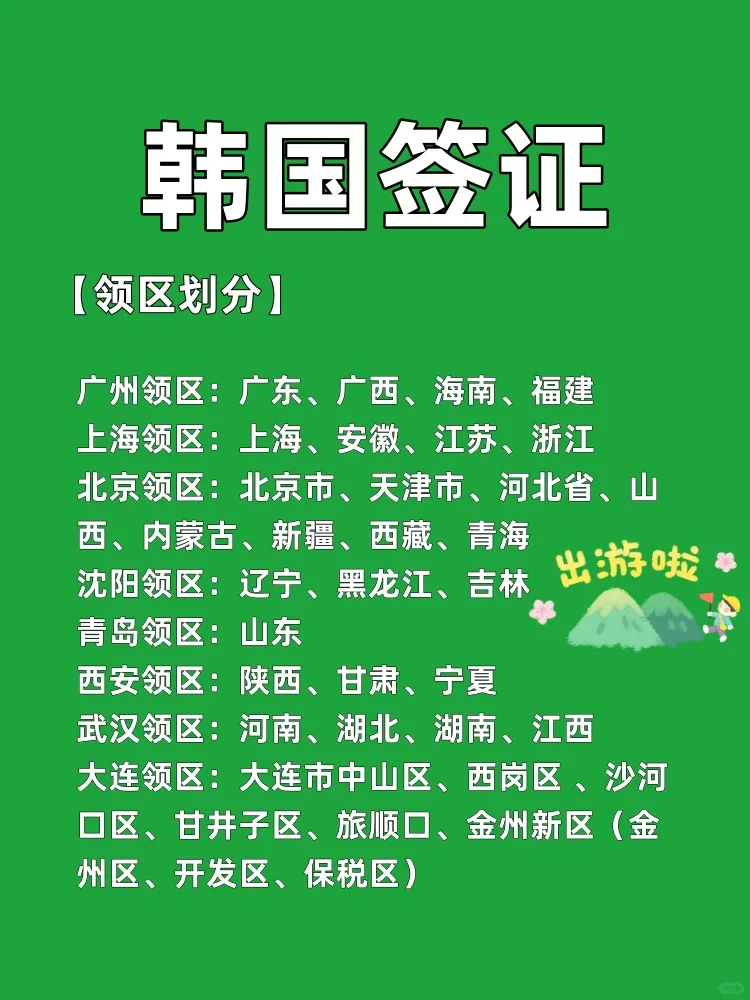 韩国签证
【领区划分】
广州领区：广东、广西、海南、福建
上海领区：上海、安徽、江苏、浙江
北京领区：北京市、天津市、河北省、山
西、内蒙古、新疆、西藏、青海
出游啦
沈阳领区：辽宁、黑龙江、吉林
青岛领区：山东
西安领区：陕西、甘肃、宁夏
武汉领区：河南、湖北、湖南、江西
大连领区：大连市中山区、西岗区 、沙河
口区、甘井子区、旅顺口、金州新区（金
州区、开发区、保税区）